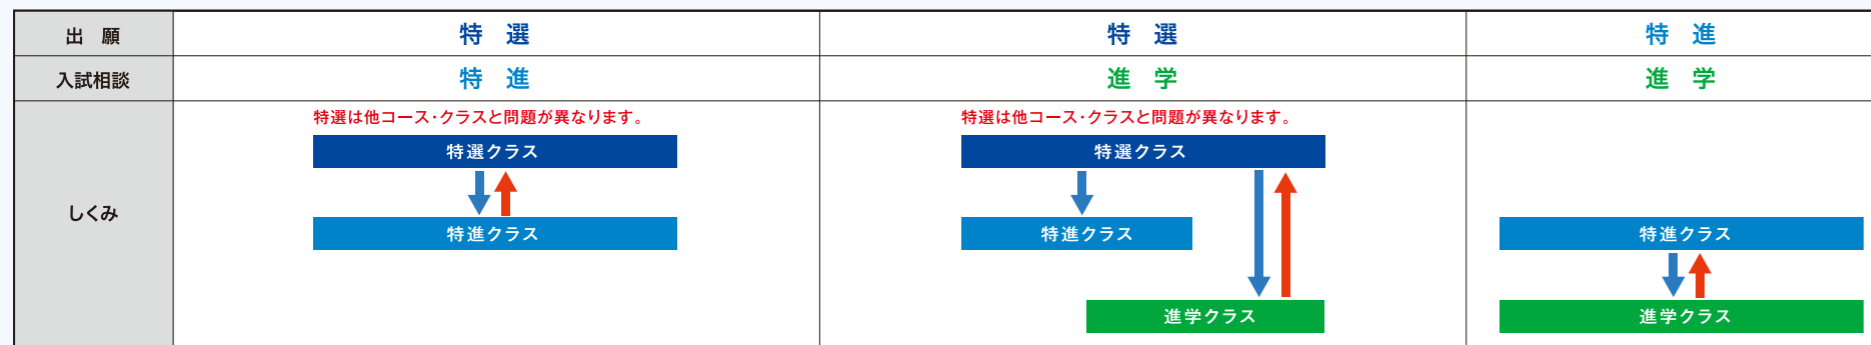 出 願
特 選
特 選
特 進
入試相談
特 進
進 学
進 学
しくみ
特選は他コース・クラスと問題が異なります。
特選クラス
特進クラス
特選は他コース・クラスと問題が異なります。
特選クラス
特進クラス
進学クラス
特進クラス
進学クラス